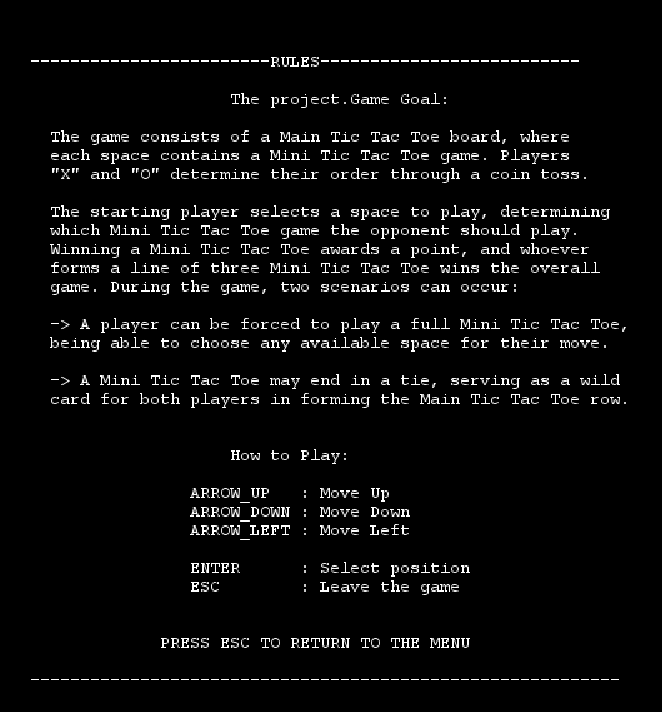 ------------------------RULES--------------------------
The project.Game Goal:
The game consists of a Main Tic Tac Toe board, where
each space contains a Mini Tic Tac Toe game. Players
"X" and "O" determine their order through a coin toss.
The starting player selects a space to play, determining
which Mini Tic Tac Toe game the opponent should play.
Winning a Mini Tic Tac Toe awards a point, and whoever
forms a line of three Mini Tic Tac Toe wins the overall
game. During the game, two scenarios can occur:
-> A player can be forced to play a full Mini Tic Tac Toe,
being able to choose any available space for their move.
-> A Mini Tic Tac Toe may end in a tie, serving as a wild
card for both players in forming the Main Tic Tac Toe row.
How to Play:
ARROW_UP   : Move Up
ARROW_DOWN : Move Down
ARROW_LEFT : Move Left
ENTER      : Select position
ESC        : Leave the game
PRESS ESC TO RETURN TO THE MENU
-----------------------------------------------------------